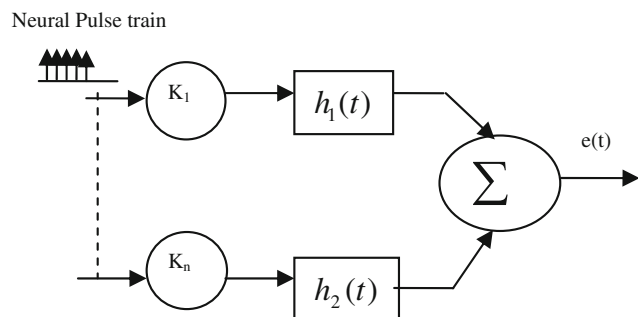 Neural Pulse train
K₁
h₁(t)
e(t)
Σ
Kₙ
h₂(t)